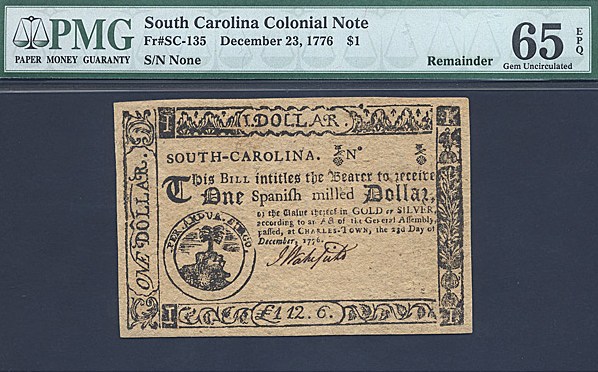 PMG
PAPER MONEY GUARANTY
South Carolina Colonial Note
Fr#SC-135 December 23, 1776 $1
S/N None
Remainder
65 EPQ
Gem Uncirculated
I DOLLAR. I
ONE DOLLAR.
SOUTH-CAROLINA. N°
This BILL intitles the Bearer to receive
One Spanish milled Dollar,
or the Value thereof in GOLD or SILVER,
according to an Act of the General Assembly,
passed, at CHARLES-TOWN, the 23d Day of
December, 1776.
PER ARDUA
I
£1 12. 6.
I